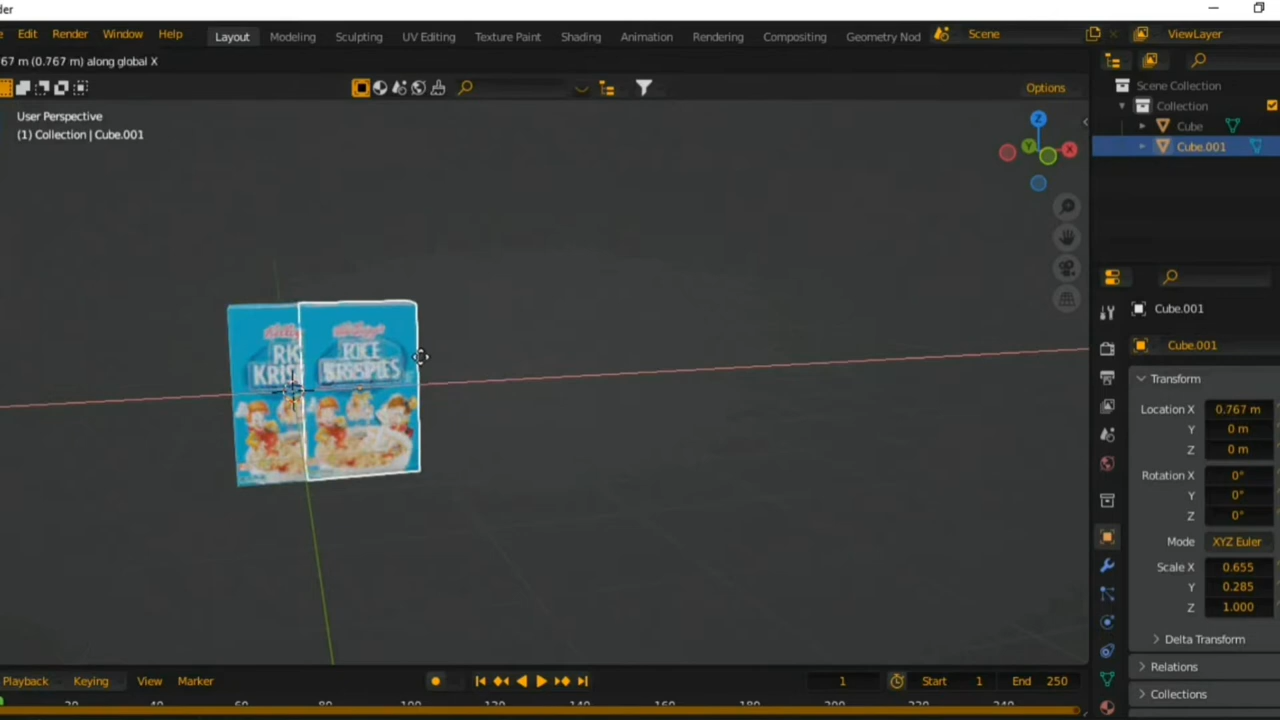 der
Edit Render Window Help Layout Modeling Sculpting UV Editing Texture Paint Shading Animation Rendering Compositing Geometry Nod Scene ViewLayer
67 m (0.767 m) along global X
Options
User Perspective
(1) Collection | Cube.001
Scene Collection
Collection
Cube
Cube.001
Z
Y
X
Cube.001
Cube.001
Transform
Location X 0.767 m
Y 0 m
Z 0 m
Rotation X 0°
Y 0°
Z 0°
Mode XYZ Euler
Scale X 0.655
Y 0.285
Z 1.000
Delta Transform
Relations
Collections
RK
KRIS
RICE
KRISPIES
Playback Keying View Marker 1 Start 1 End 250